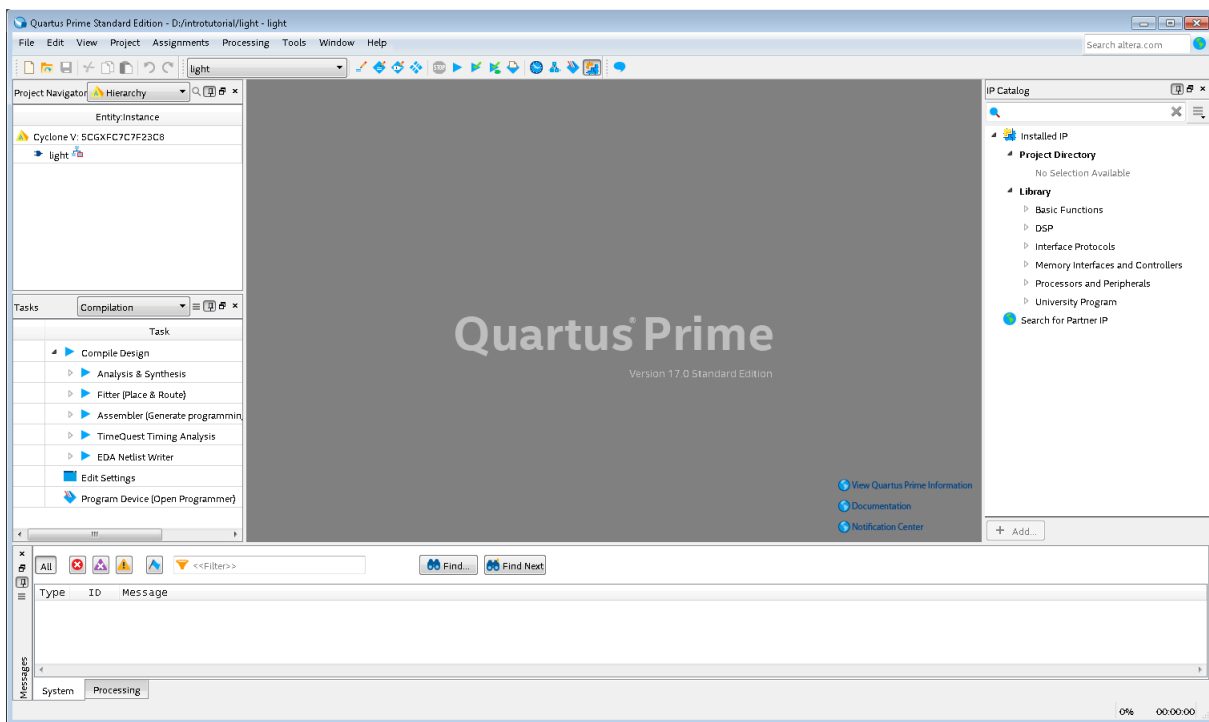 Quartus Prime Standard Edition - D:/introtutorial/light - light
File Edit View Project Assignments Processing Tools Window Help
Search altera.com
light
Project Navigator Hierarchy
Entity:Instance
Cyclone V: 5CGXFC7C7F23C8
light
Tasks Compilation
Task
Compile Design
Analysis & Synthesis
Fitter (Place & Route)
Assembler (Generate programmin
TimeQuest Timing Analysis
EDA Netlist Writer
Edit Settings
Program Device (Open Programmer)
Quartus® Prime
Version 17.0 Standard Edition
View Quartus Prime Information
Documentation
Notification Center
IP Catalog
Installed IP
Project Directory
No Selection Available
Library
Basic Functions
DSP
Interface Protocols
Memory Interfaces and Controllers
Processors and Peripherals
University Program
Search for Partner IP
+ Add...
All <<Filter>> Find... Find Next
Type ID Message
Messages
System Processing
0% 00:00:00